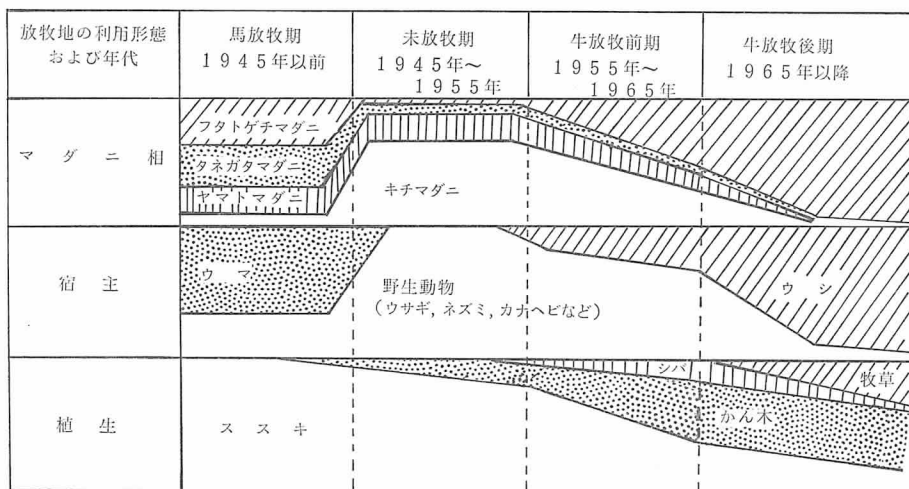 放牧地の利用形態
および年代
馬放牧期
1945年以前
未放牧期
1945年～
1955年
牛放牧前期
1955年～
1965年
牛放牧後期
1965年以降
マダニ相
フタトゲチマダニ
タネガタマダニ
ヤマトマダニ
キチマダニ
宿主
ウマ
野生動物
(ウサギ, ネズミ, カナヘビなど)
ウシ
植生
ススキ
シバ
かん木
牧草